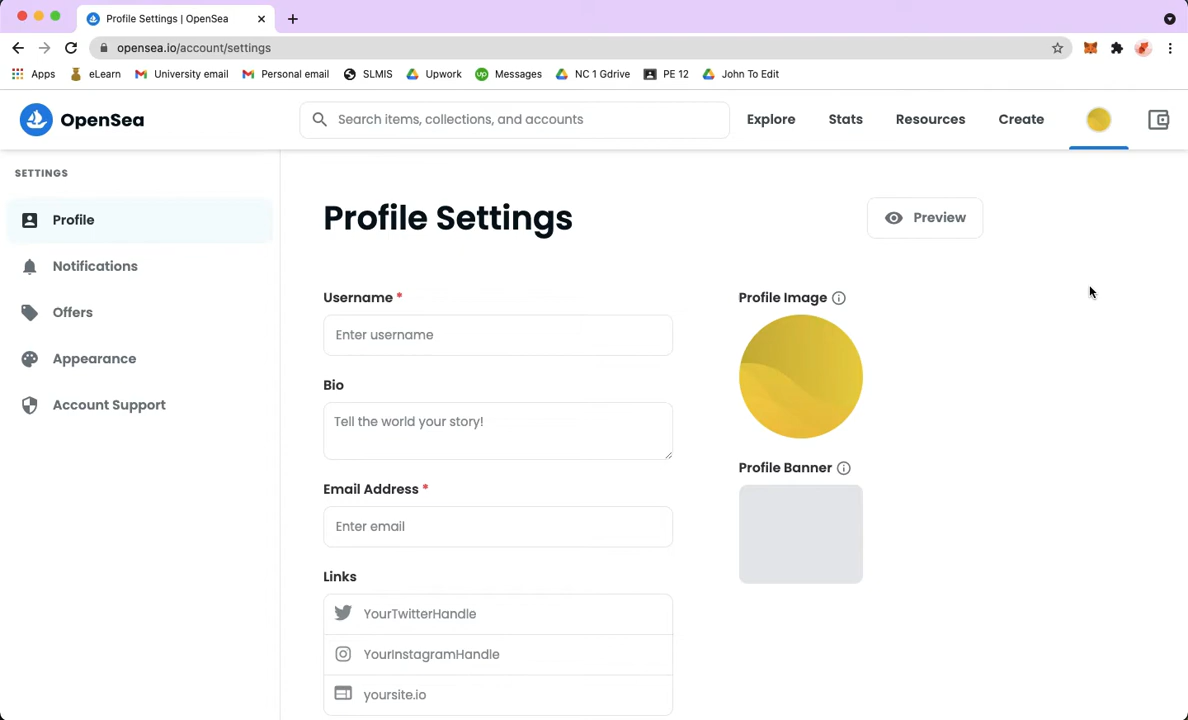 Profile Settings | OpenSea
opensea.io/account/settings
Apps eLearn University email Personal email SLMIS Upwork Messages NC 1 Gdrive PE 12 John To Edit
OpenSea
Search items, collections, and accounts
Explore Stats Resources Create
SETTINGS
Profile
Notifications
Offers
Appearance
Account Support
Profile Settings
Preview
Username *
Enter username
Bio
Tell the world your story!
Email Address *
Enter email
Links
YourTwitterHandle
YourInstagramHandle
yoursite.io
Profile Image
Profile Banner